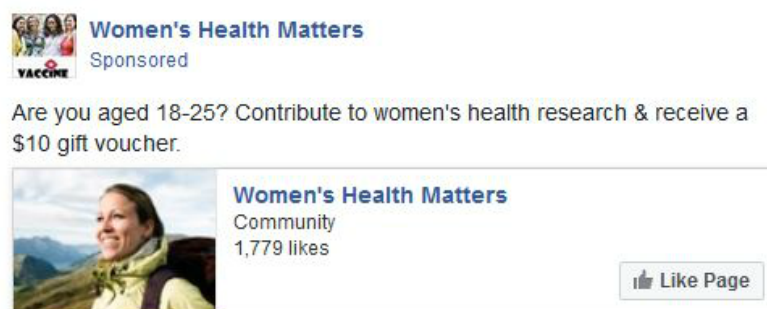 Women's Health Matters
Sponsored
VACCINE
Are you aged 18-25? Contribute to women's health research & receive a
$10 gift voucher.
Women's Health Matters
Community
1,779 likes
Like Page